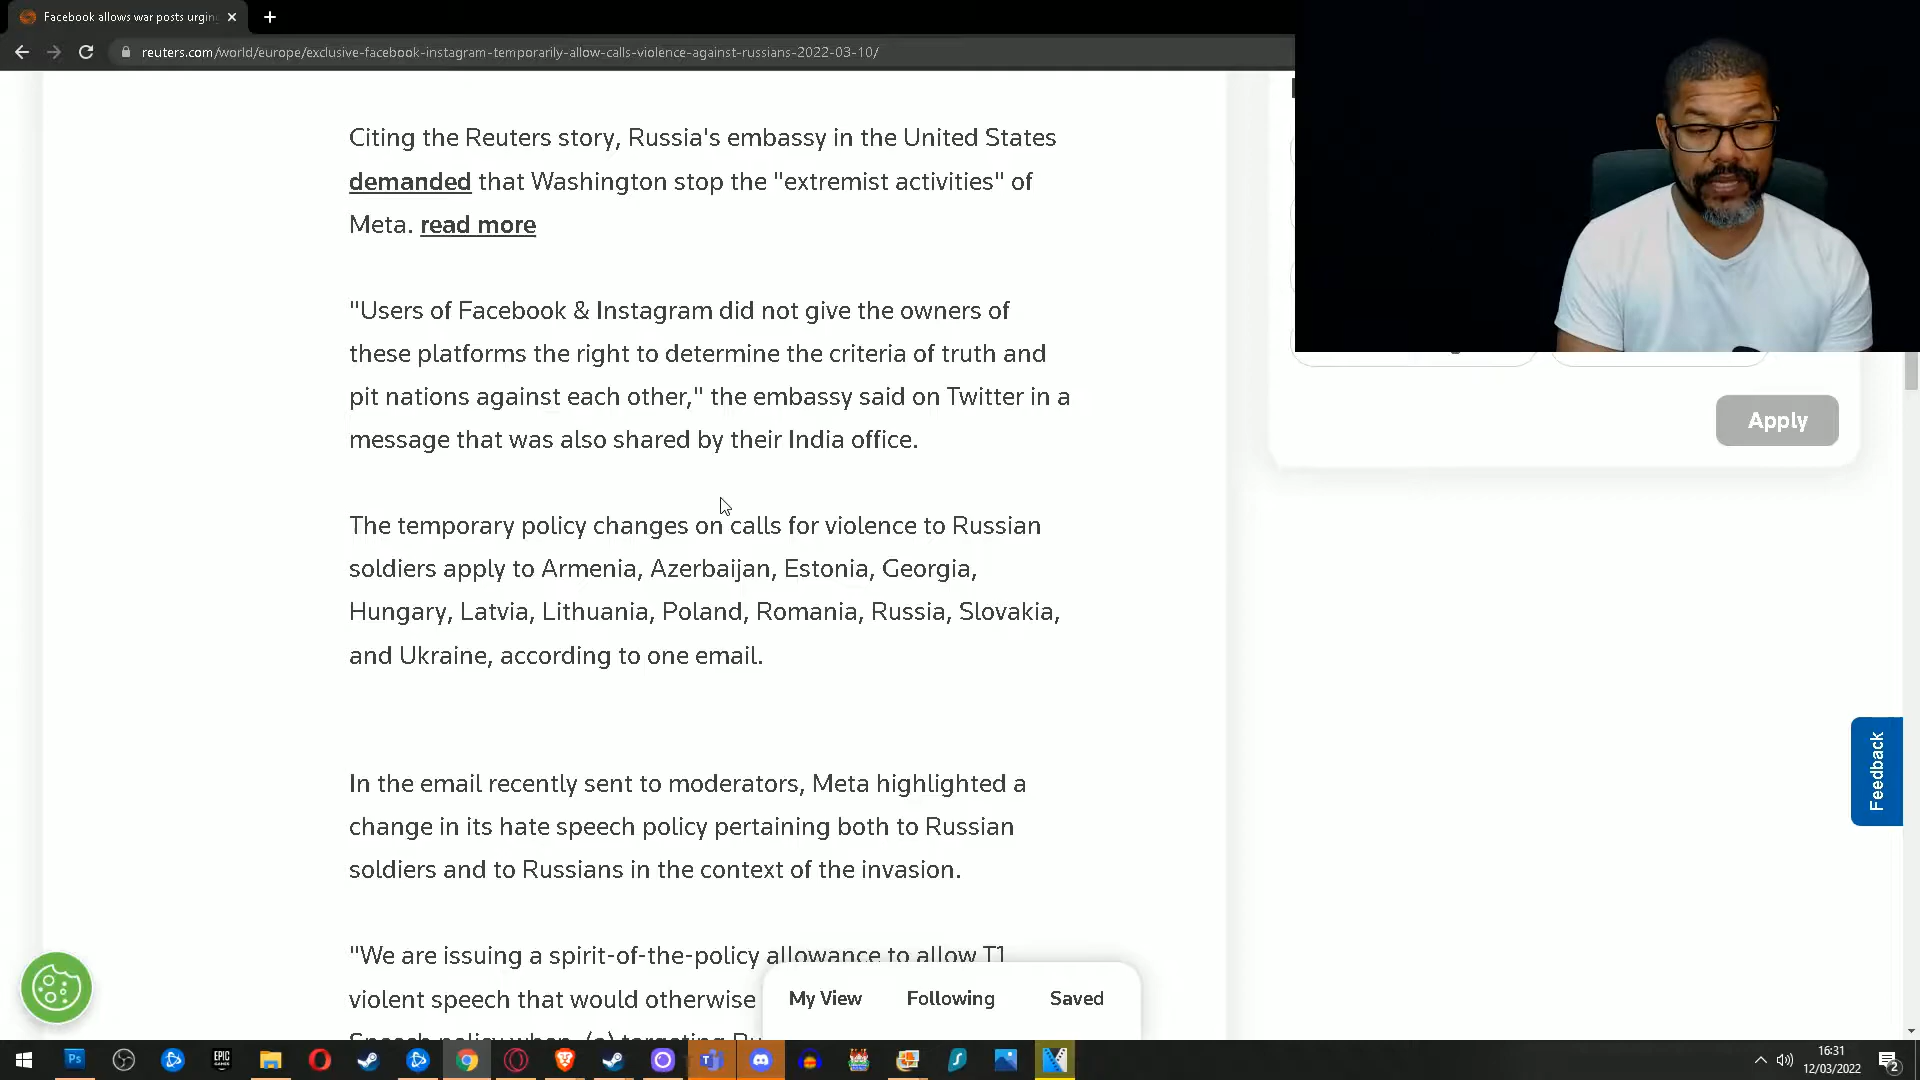 Facebook allows war posts urgin
reuters.com/world/europe/exclusive-facebook-instagram-temporarily-allow-calls-violence-against-russians-2022-03-10/
Citing the Reuters story, Russia's embassy in the United States
demanded that Washington stop the "extremist activities" of
Meta. read more
"Users of Facebook & Instagram did not give the owners of
these platforms the right to determine the criteria of truth and
pit nations against each other," the embassy said on Twitter in a
message that was also shared by their India office.
Apply
The temporary policy changes on calls for violence to Russian
soldiers apply to Armenia, Azerbaijan, Estonia, Georgia,
Hungary, Latvia, Lithuania, Poland, Romania, Russia, Slovakia,
and Ukraine, according to one email.
Feedback
In the email recently sent to moderators, Meta highlighted a
change in its hate speech policy pertaining both to Russian
soldiers and to Russians in the context of the invasion.
"We are issuing a spirit-of-the-policy allowance to allow T1
violent speech that would otherwise
My View Following Saved
Ps
EPIC
GAMES
16:31
12/03/2022
2